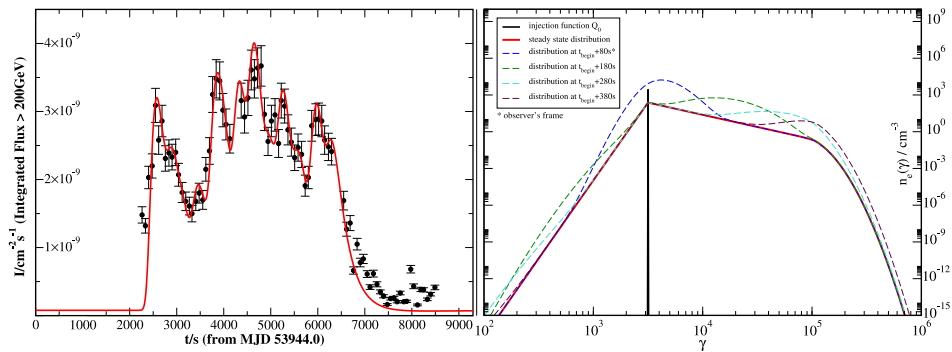 I/cm⁻²s⁻¹ (Integrated Flux > 200GeV)
4×10⁻⁹
3×10⁻⁹
2×10⁻⁹
1×10⁻⁹
0 1000 2000 3000 4000 5000 6000 7000 8000 9000
t/s (from MJD 53944.0)
injection function Q₀
steady state distribution
distribution at t_begin+80s*
distribution at t_begin+180s
distribution at t_begin+280s
distribution at t_begin+380s
* observer's frame
10⁹
10⁶
10³
10⁰
10⁻³
10⁻⁶
10⁻⁹
10⁻¹²
10⁻¹⁵
n_e(γ) / cm⁻³
10² 10³ 10⁴ 10⁵ 10⁶
γ